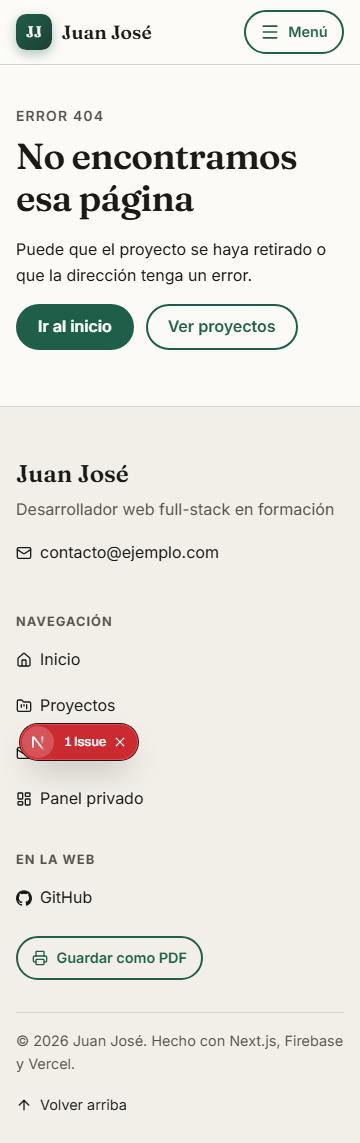 JJ Juan José Menú
ERROR 404
No encontramos
esa página
Puede que el proyecto se haya retirado o
que la dirección tenga un error.
Ir al inicio Ver proyectos
Juan José
Desarrollador web full-stack en formación
contacto@ejemplo.com
NAVEGACIÓN
Inicio
Proyectos
N 1 Issue
Panel privado
EN LA WEB
GitHub
Guardar como PDF
© 2026 Juan José. Hecho con Next.js, Firebase
y Vercel.
Volver arriba